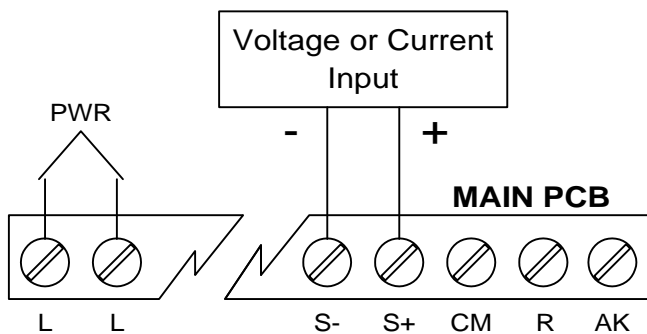 Voltage or Current
Input
PWR
- +
MAIN PCB
L L S- S+ CM R AK